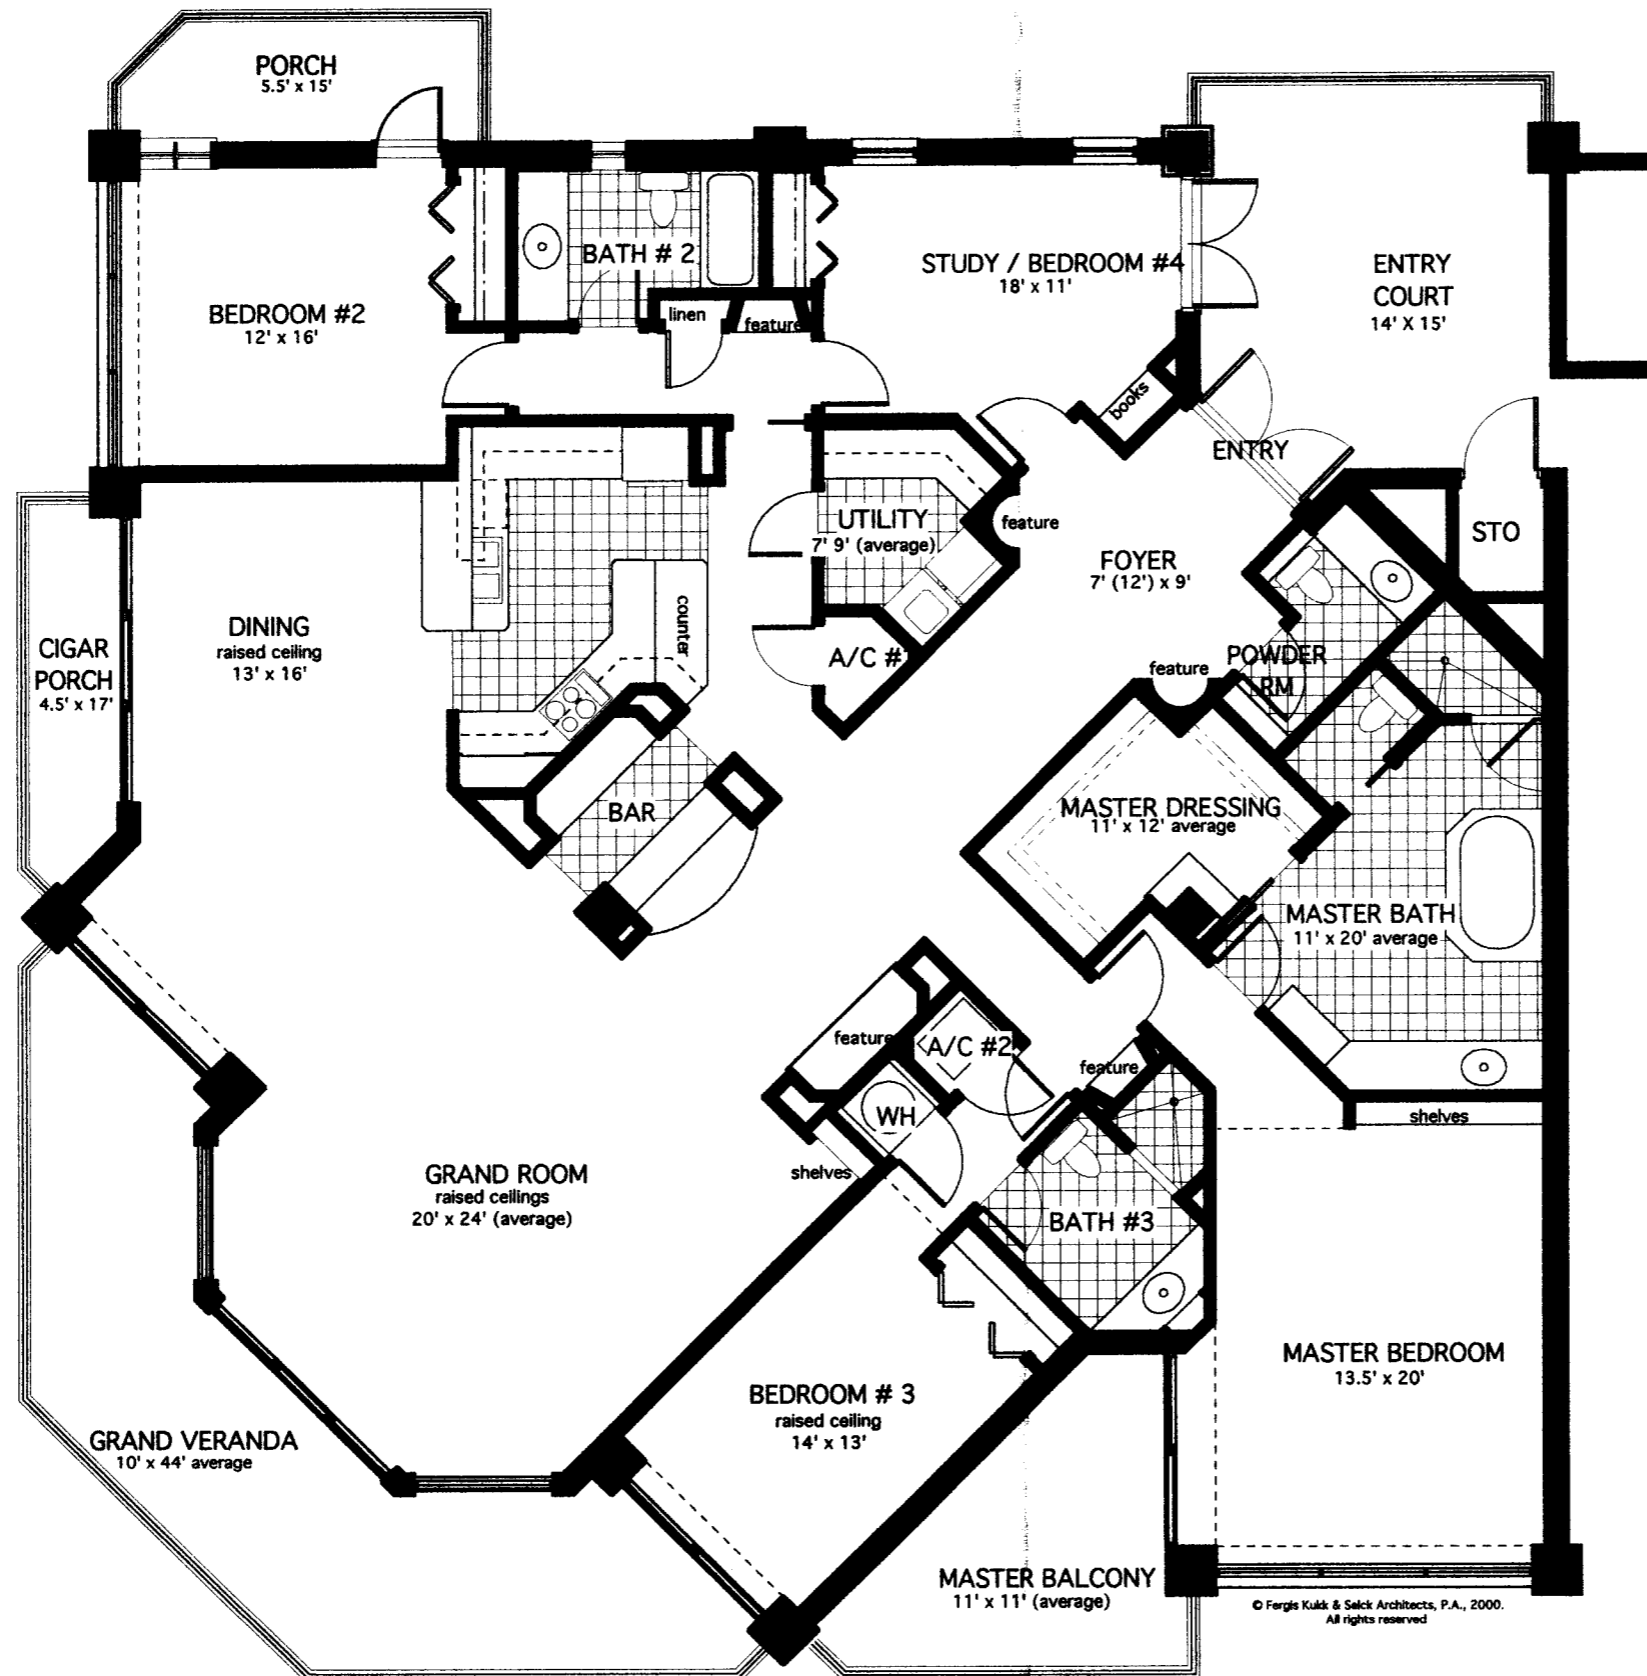 PORCH
5.5' x 15'
BATH # 2
STUDY / BEDROOM #4
18' x 11'
ENTRY
COURT
14' X 15'
BEDROOM #2
12' x 16'
linen
feature
books
ENTRY
UTILITY
7' 9' (average)
feature
STO
FOYER
7' (12') x 9'
DINING
raised ceiling
13' x 16'
counter
CIGAR
PORCH
4.5' x 17'
A/C #
feature
POWDER
RM
BAR
MASTER DRESSING
11' x 12' average
MASTER BATH
11' x 20' average
feature
A/C #2
feature
WH
shelves
shelves
GRAND ROOM
raised ceilings
20' x 24' (average)
BATH #3
MASTER BEDROOM
13.5' x 20'
BEDROOM # 3
raised ceiling
14' x 13'
GRAND VERANDA
10' x 44' average
MASTER BALCONY
11' x 11' (average)
© Fergis Kukk & Selck Architects, P.A., 2000.
All rights reserved